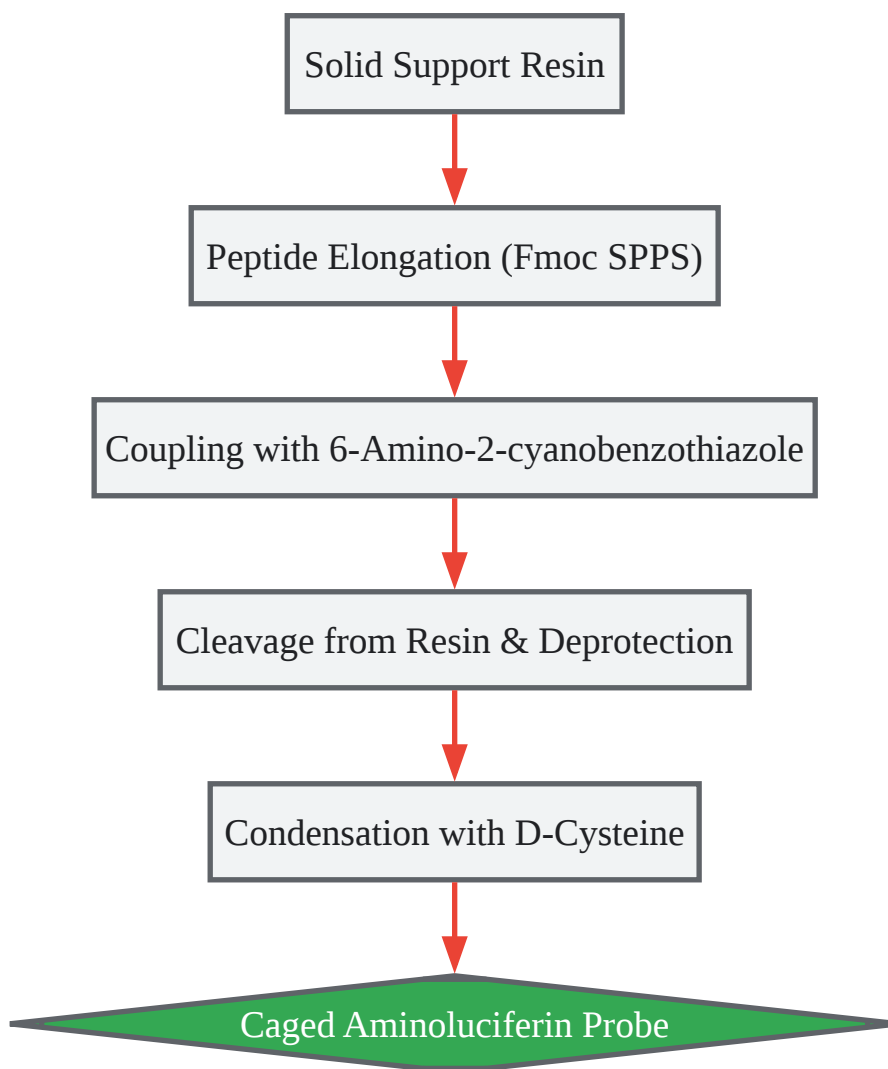 Solid Support Resin
Peptide Elongation (Fmoc SPPS)
Coupling with 6-Amino-2-cyanobenzothiazole
Cleavage from Resin & Deprotection
Condensation with D-Cysteine
Caged Aminoluciferin Probe